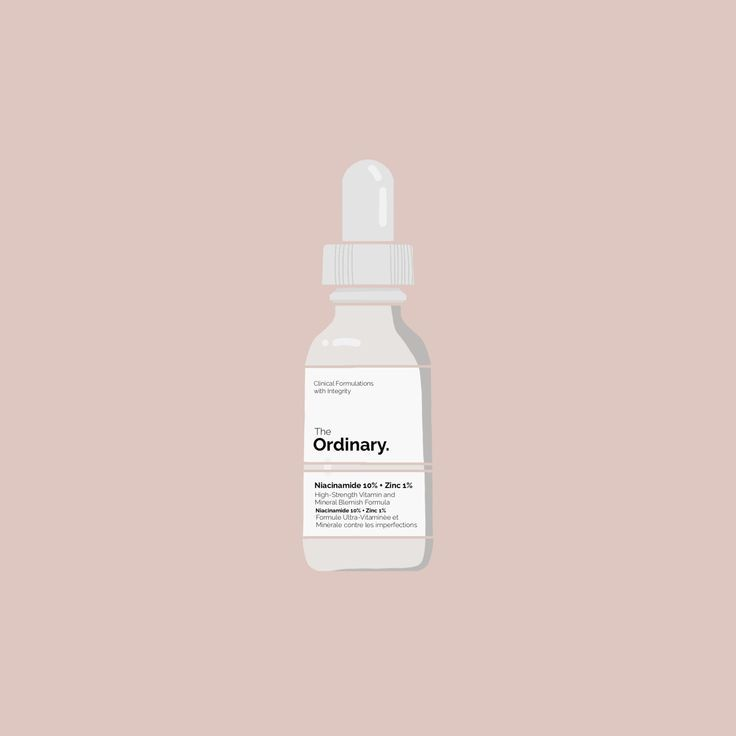 Clinical Formulations
with Integrity
The
Ordinary.
Niacinamide 10% + Zinc 1%
High-Strength Vitamin and
Mineral Blemish Formula
Niacinamide 10% + Zinc 1%
Formule Ultra-Vitaminée et
Minérale contre les imperfections